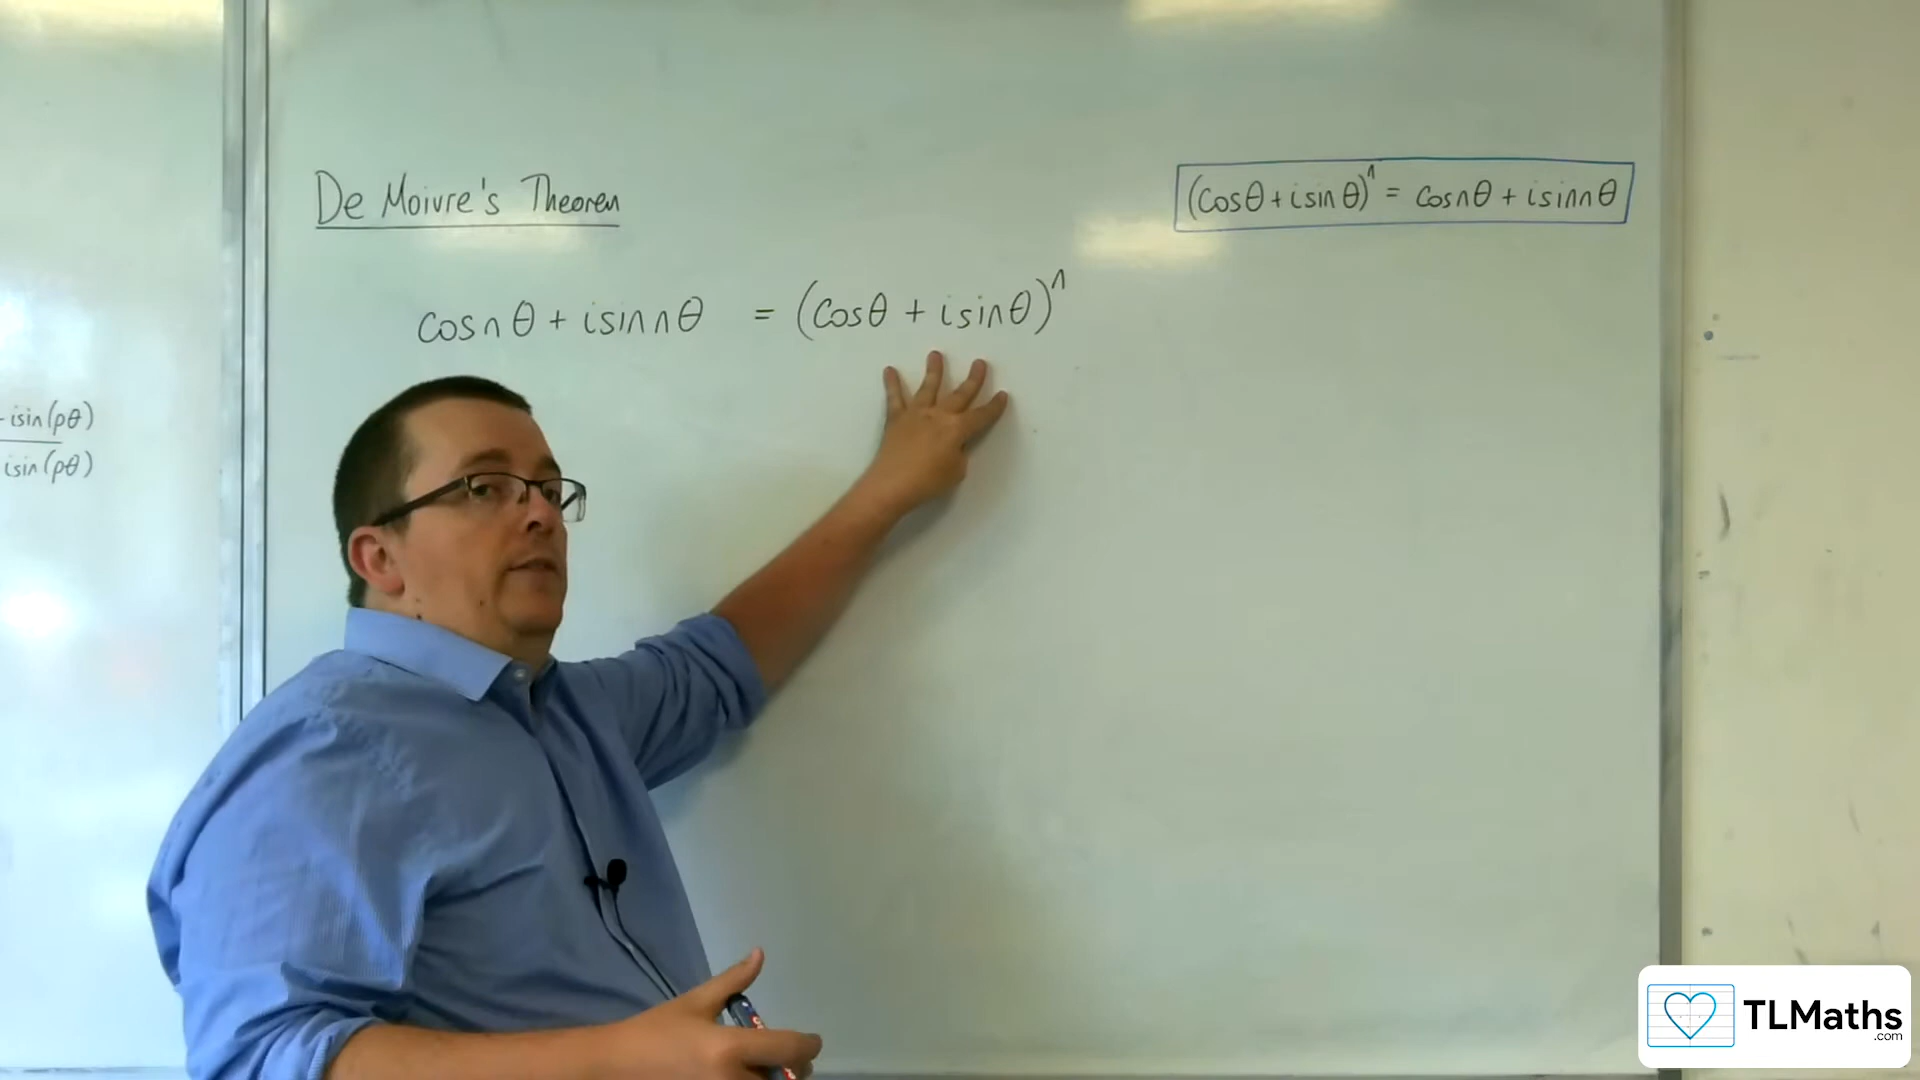 De Moivre's Theorem
(cosθ + isinθ)ⁿ = cosnθ + isinnθ
cosnθ + isinnθ = (cosθ + isinθ)ⁿ
isin(pθ)
isin(pθ)
TLMaths
.com